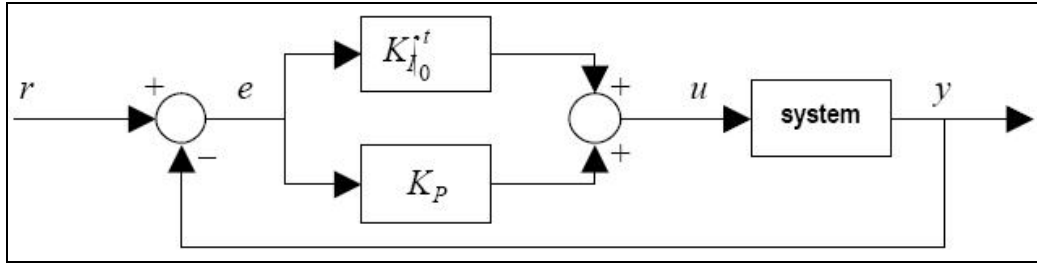 K_I∫_0^t
r
+
e
−
K_P
+
+
u
system
y